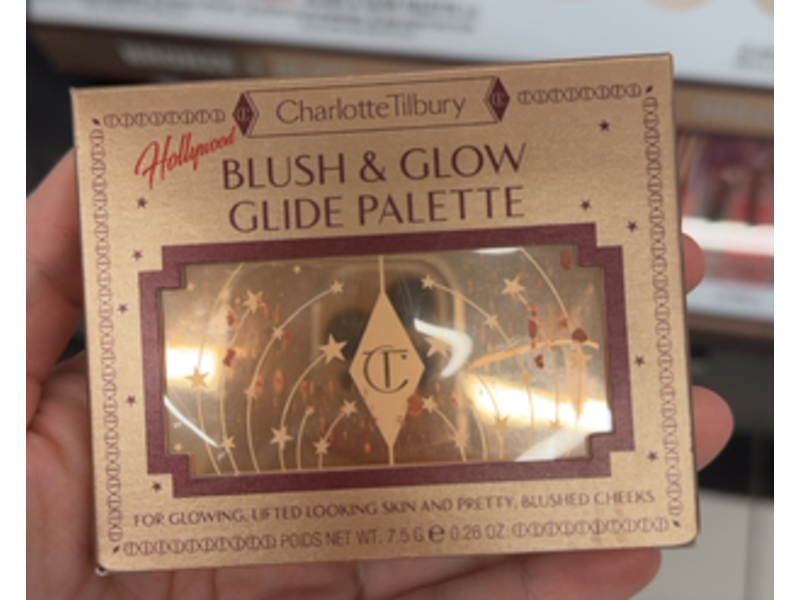 CharlotteTilbury
Hollywood
BLUSH & GLOW
GLIDE PALETTE
CT
FOR GLOWING, LIFTED LOOKING SKIN AND PRETTY, BLUSHED CHEEKS
POIDS NET WT. 7.5 G e 0.26 OZ.